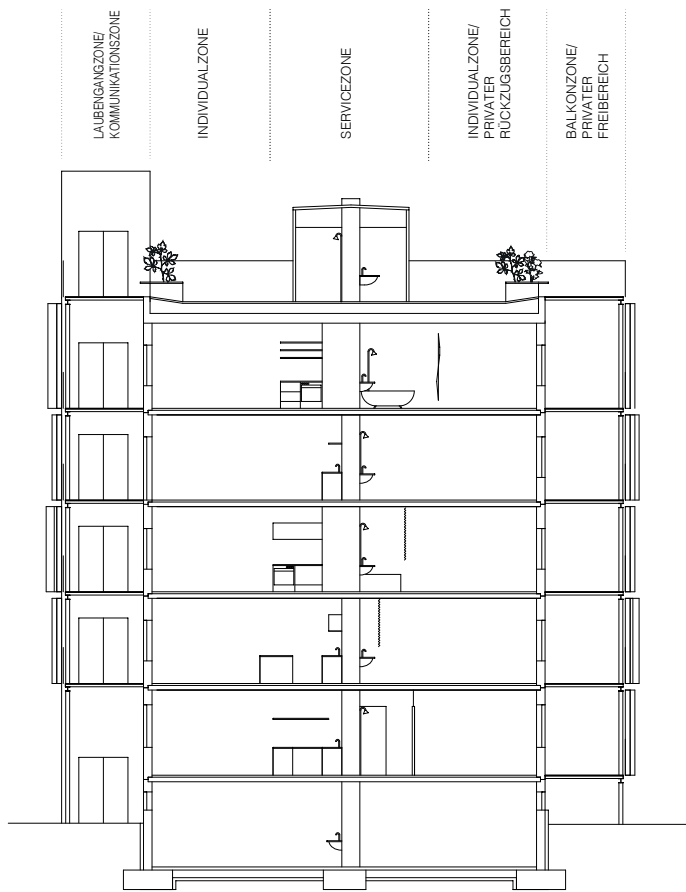 LAUBENGANGZONE/
KOMMUNIKATIONSZONE
INDIVIDUALZONE
SERVICEZONE
INDIVIDUALZONE/
PRIVATER
RÜCKZUGSBEREICH
BALKONZONE/
PRIVATER
FREIBEREICH